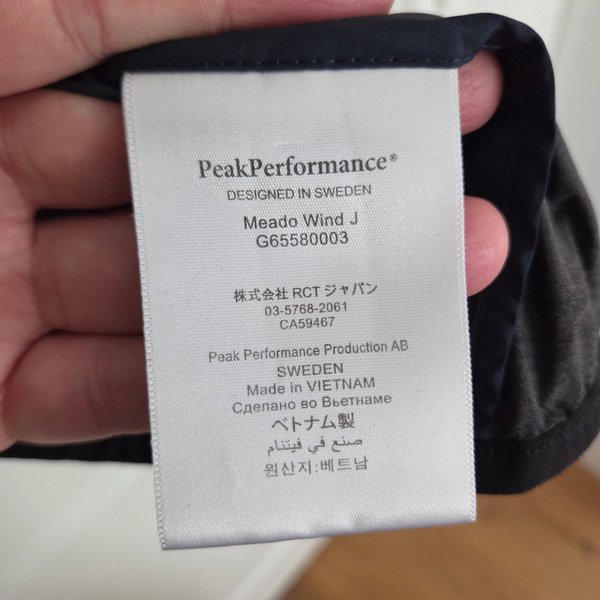 PeakPerformance®
DESIGNED IN SWEDEN
Meado Wind J
G65580003
株式会社 RCT ジャパン
03-5768-2061
CA59467
Peak Performance Production AB
SWEDEN
Made in VIETNAM
Сделано во Вьетнаме
ベトナム製
صنع في فيتنام
원산지:베트남